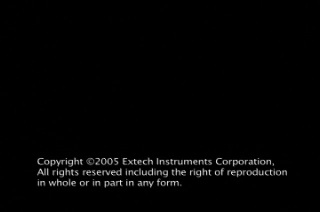 Copyright ©2005 Extech Instruments Corporation,
All rights reserved including the right of reproduction
in whole or in part in any form.